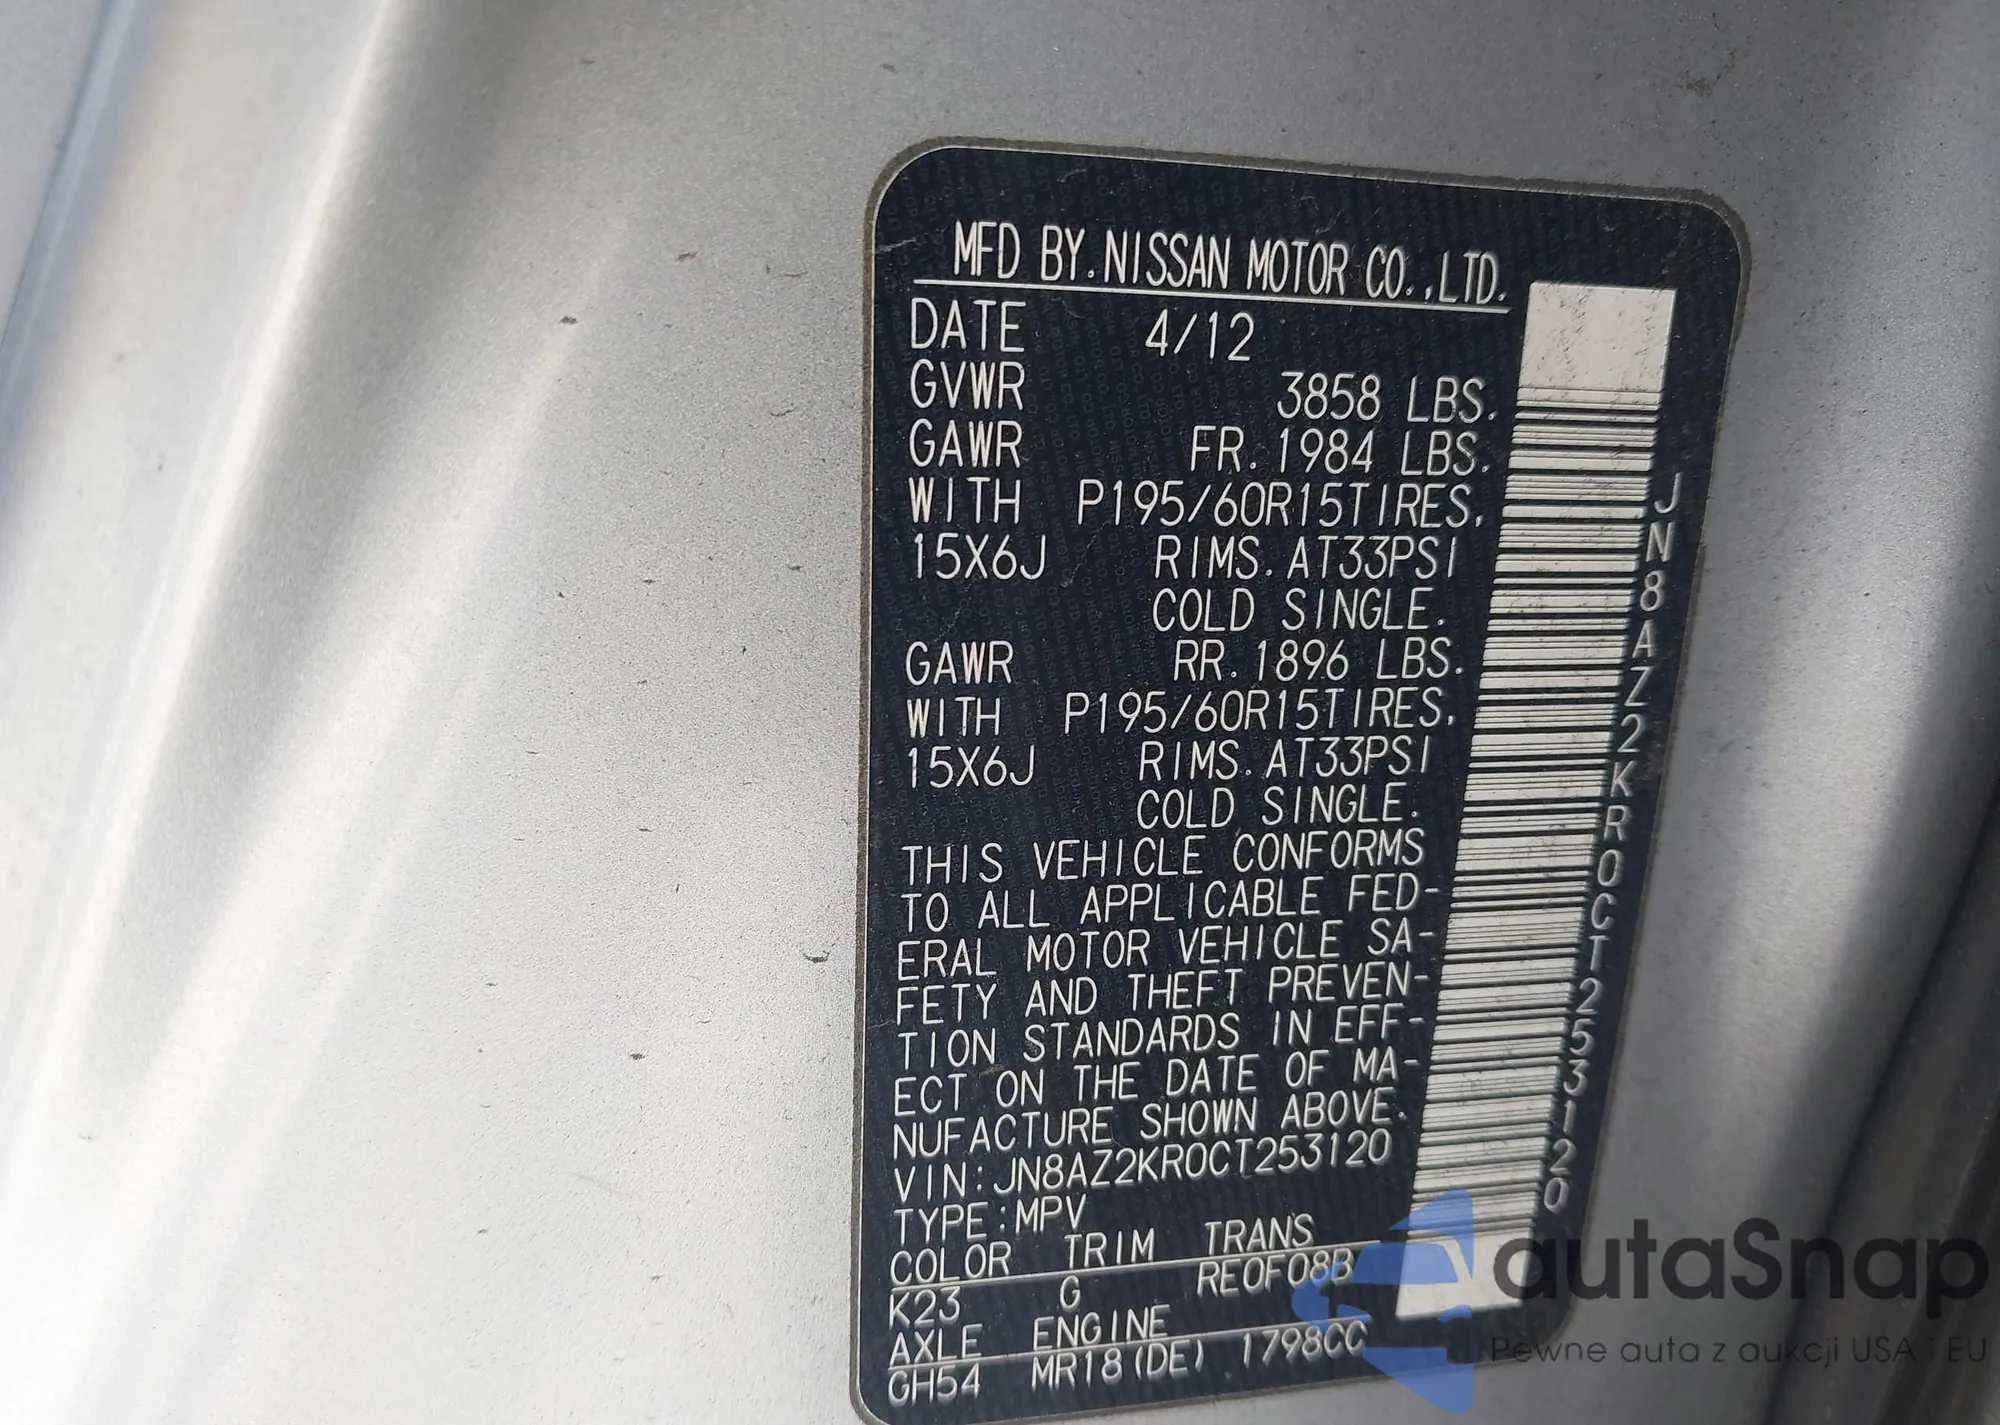 MFD BY. NISSAN MOTOR CO., LTD.
DATE 4/12
GVWR 3858 LBS.
GAWR FR. 1984 LBS.
WITH P195/60R15TIRES.
15X6J RIMS. AT33PSI
COLD SINGLE.
GAWR RR. 1896 LBS.
WITH P195/60R15TIRES.
15X6J RIMS. AT33PSI
COLD SINGLE.
THIS VEHICLE CONFORMS
TO ALL APPLICABLE FED-
ERAL MOTOR VEHICLE SA-
FETY AND THEFT PREVEN-
TION STANDARDS IN EFF-
ECT ON THE DATE OF MA-
NUFACTURE SHOWN ABOVE.
VIN:JN8AZ2KR0CT253120
TYPE:MPV
COLOR TRIM TRANS
K23 G RE0F08B
AXLE ENGINE
GH54 MR18(DE) 1798CC
JN8AZ2KR0CT253120
autaSnap
Pewne auta z aukcji USA i EU